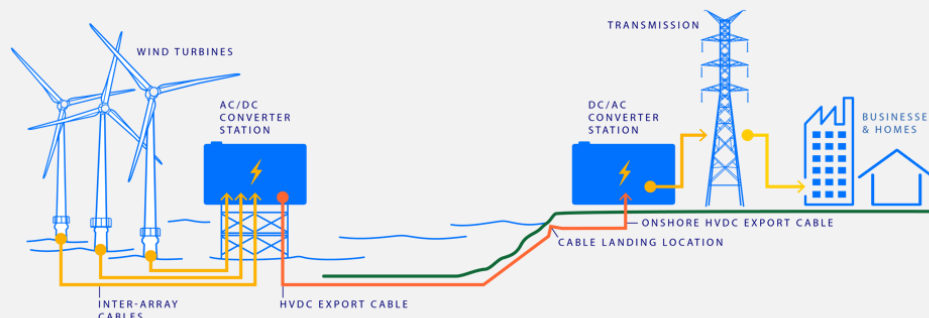 TRANSMISSION
WIND TURBINES
AC/DC
CONVERTER
STATION
DC/AC
CONVERTER
STATION
BUSINESSE
& HOMES
ONSHORE HVDC EXPORT CABLE
CABLE LANDING LOCATION
INTER-ARRAY
CABLES
HVDC EXPORT CABLE